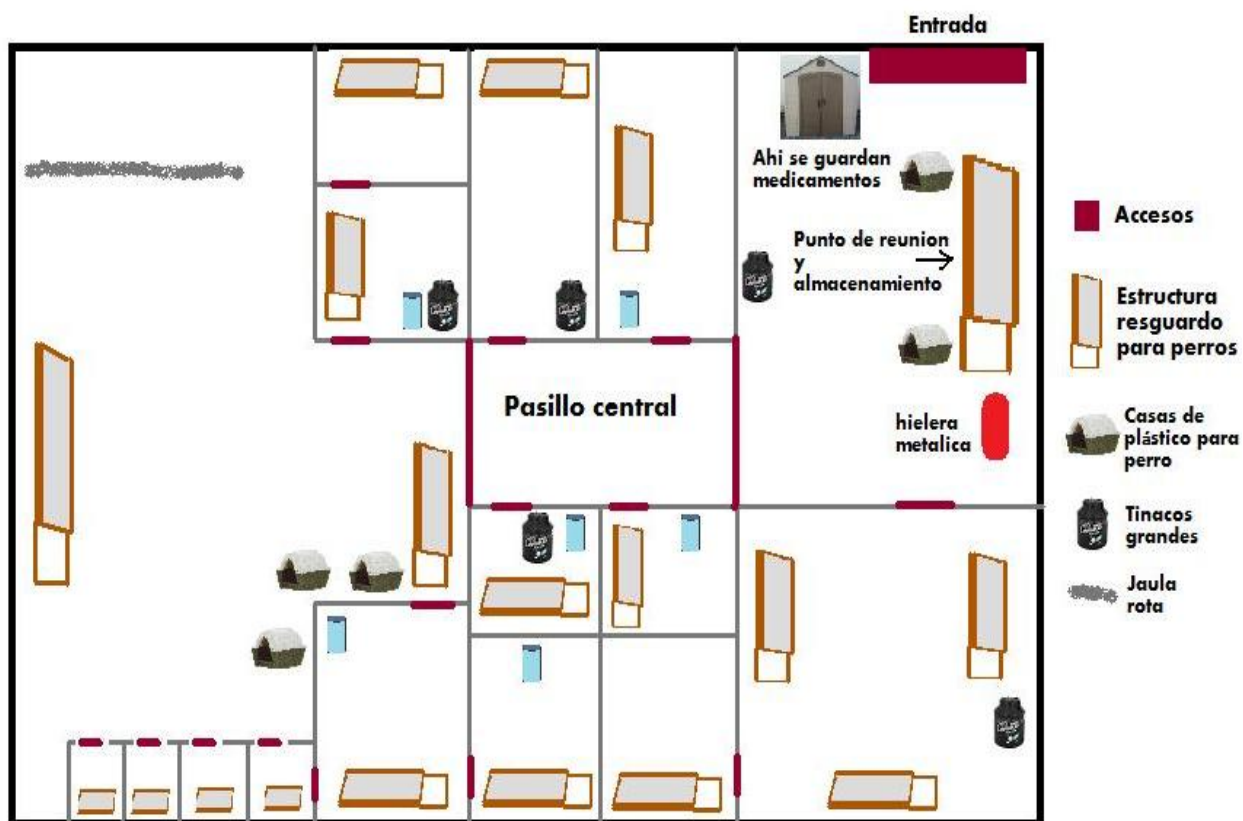 Entrada
Ahi se guardan
medicamentos
Punto de reunion
y
almacenamiento
Pasillo central
hielera
metalica
Accesos
Estructura
resguardo
para perros
Casas de
plástico para
perro
Tinacos
grandes
Jaula
rota